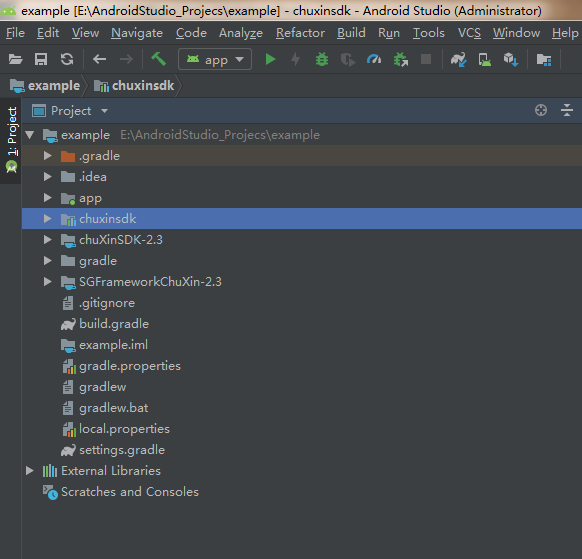 example [E:\AndroidStudio_Projecs\example] - chuxinsdk - Android Studio (Administrator)
File Edit View Navigate Code Analyze Refactor Build Run Tools VCS Window Help
app
example chuxinsdk
1: Project
Project
example E:\AndroidStudio_Projecs\example
.gradle
.idea
app
chuxinsdk
chuXinSDK-2.3
gradle
SGFrameworkChuXin-2.3
.gitignore
build.gradle
example.iml
gradle.properties
gradlew
gradlew.bat
local.properties
settings.gradle
External Libraries
Scratches and Consoles